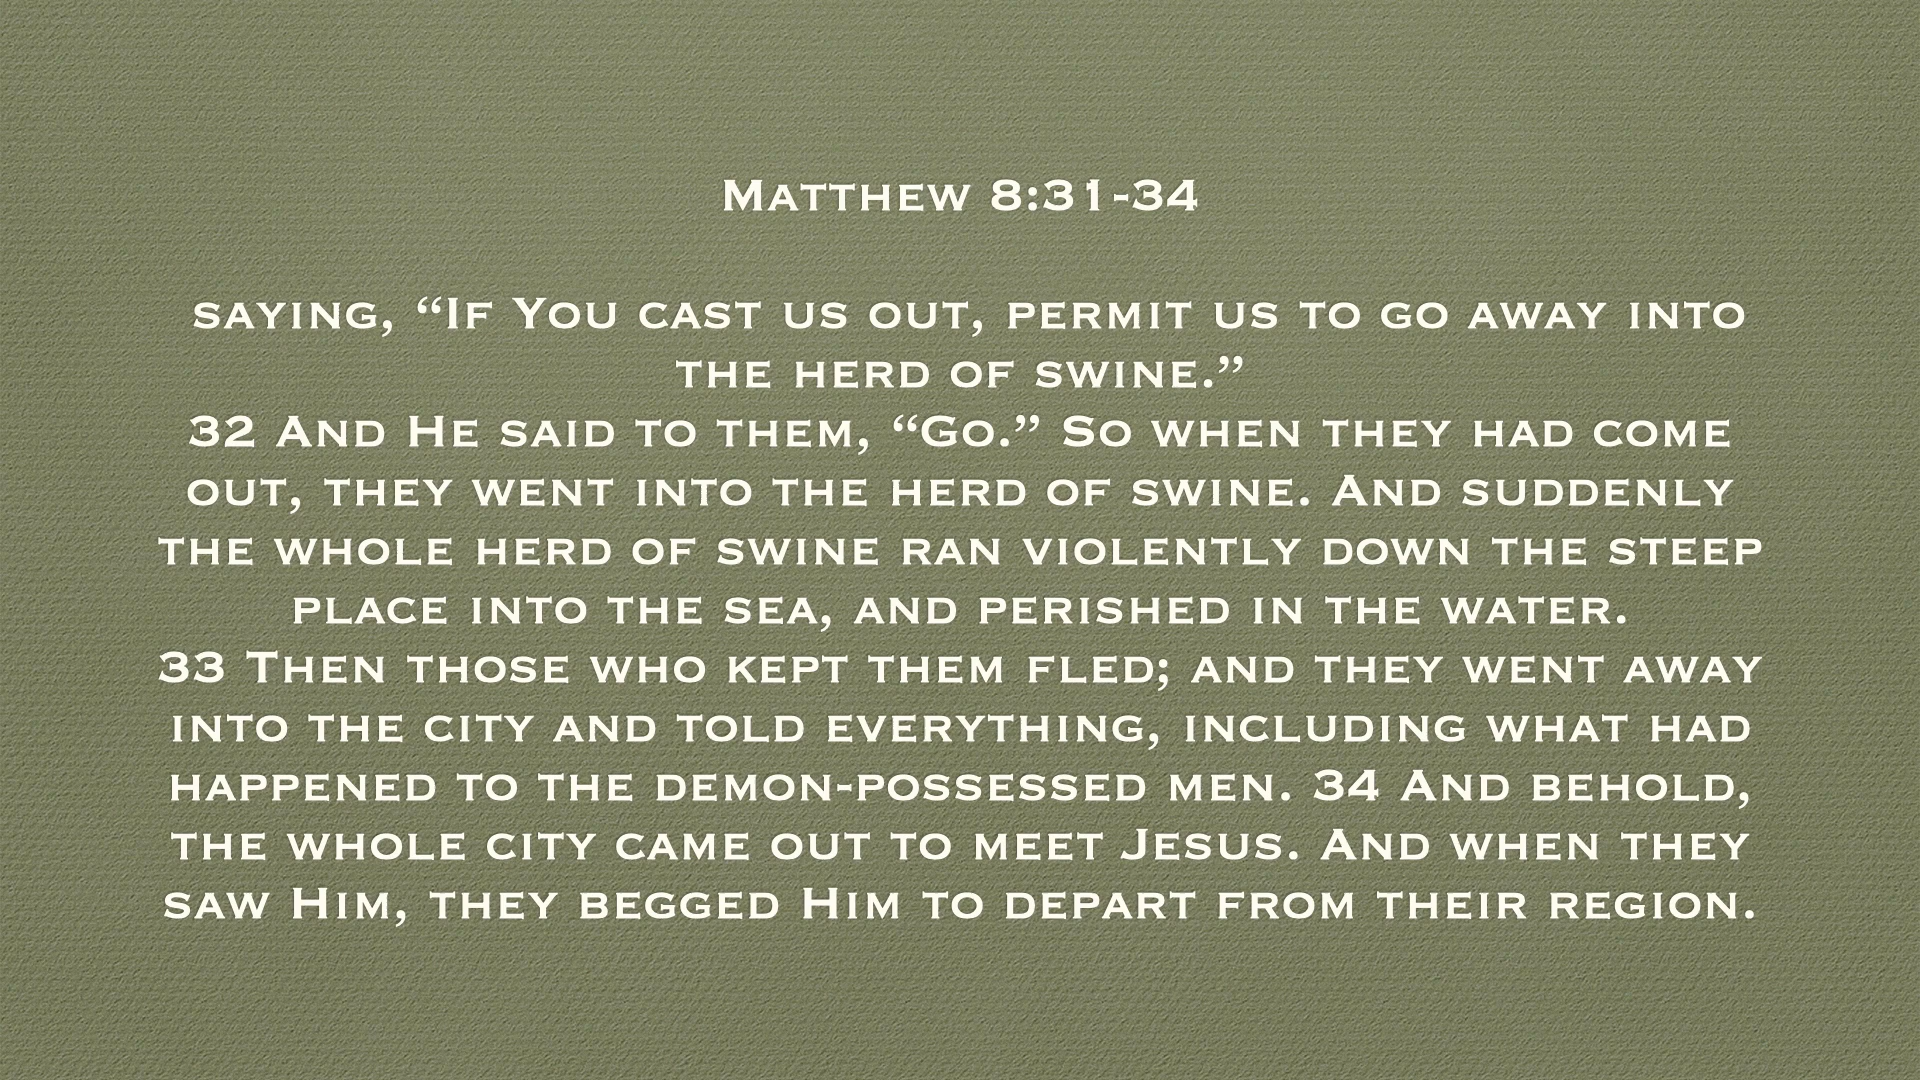 Matthew 8:31-34
saying, “If You cast us out, permit us to go away into
the herd of swine.”
32 And He said to them, “Go.” So when they had come
out, they went into the herd of swine. And suddenly
the whole herd of swine ran violently down the steep
place into the sea, and perished in the water.
33 Then those who kept them fled; and they went away
into the city and told everything, including what had
happened to the demon-possessed men. 34 And behold,
the whole city came out to meet Jesus. And when they
saw Him, they begged Him to depart from their region.